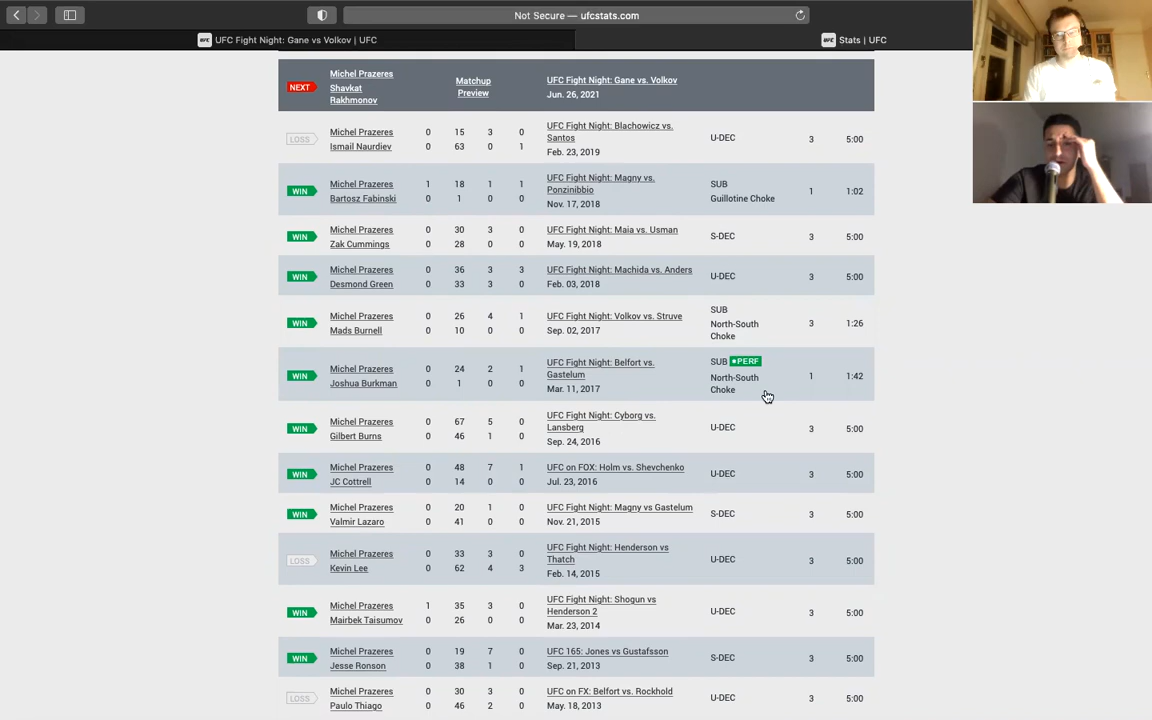 Not Secure — ufcstats.com
UFC UFC Fight Night: Gane vs Volkov | UFC
UFC Stats | UFC
NEXT
Michel Prazeres
Shavkat
Rakhmonov
Matchup
Preview
UFC Fight Night: Gane vs. Volkov
Jun. 26, 2021
LOSS
Michel Prazeres 0 15 3 0
Ismail Naurdiev 0 63 0 1
UFC Fight Night: Blachowicz vs.
Santos
Feb. 23, 2019
U-DEC 3 5:00
WIN
Michel Prazeres 1 18 1 1
Bartosz Fabinski 0 1 0 0
UFC Fight Night: Magny vs.
Ponzinibbio
Nov. 17, 2018
SUB
Guillotine Choke
1 1:02
WIN
Michel Prazeres 0 30 3 0
Zak Cummings 0 28 0 0
UFC Fight Night: Maia vs. Usman
May. 19, 2018
S-DEC 3 5:00
WIN
Michel Prazeres 0 36 3 3
Desmond Green 0 33 3 0
UFC Fight Night: Machida vs. Anders
Feb. 03, 2018
U-DEC 3 5:00
WIN
Michel Prazeres 0 26 4 1
Mads Burnell 0 10 0 0
UFC Fight Night: Volkov vs. Struve
Sep. 02, 2017
SUB
North-South
Choke
3 1:26
WIN
Michel Prazeres 0 24 2 1
Joshua Burkman 0 1 0 0
UFC Fight Night: Belfort vs.
Gastelum
Mar. 11, 2017
SUB PERF
North-South
Choke
1 1:42
WIN
Michel Prazeres 0 67 5 0
Gilbert Burns 0 46 1 0
UFC Fight Night: Cyborg vs.
Lansberg
Sep. 24, 2016
U-DEC 3 5:00
WIN
Michel Prazeres 0 48 7 1
JC Cottrell 0 14 0 0
UFC on FOX: Holm vs. Shevchenko
Jul. 23, 2016
U-DEC 3 5:00
WIN
Michel Prazeres 0 20 1 0
Valmir Lazaro 0 41 0 0
UFC Fight Night: Magny vs Gastelum
Nov. 21, 2015
S-DEC 3 5:00
LOSS
Michel Prazeres 0 33 3 0
Kevin Lee 0 62 4 3
UFC Fight Night: Henderson vs
Thatch
Feb. 14, 2015
U-DEC 3 5:00
WIN
Michel Prazeres 1 35 3 0
Mairbek Taisumov 0 26 0 0
UFC Fight Night: Shogun vs
Henderson 2
Mar. 23, 2014
U-DEC 3 5:00
WIN
Michel Prazeres 0 19 7 0
Jesse Ronson 0 38 1 0
UFC 165: Jones vs Gustafsson
Sep. 21, 2013
S-DEC 3 5:00
LOSS
Michel Prazeres 0 30 3 0
Paulo Thiago 0 46 2 0
UFC on FX: Belfort vs. Rockhold
May. 18, 2013
U-DEC 3 5:00